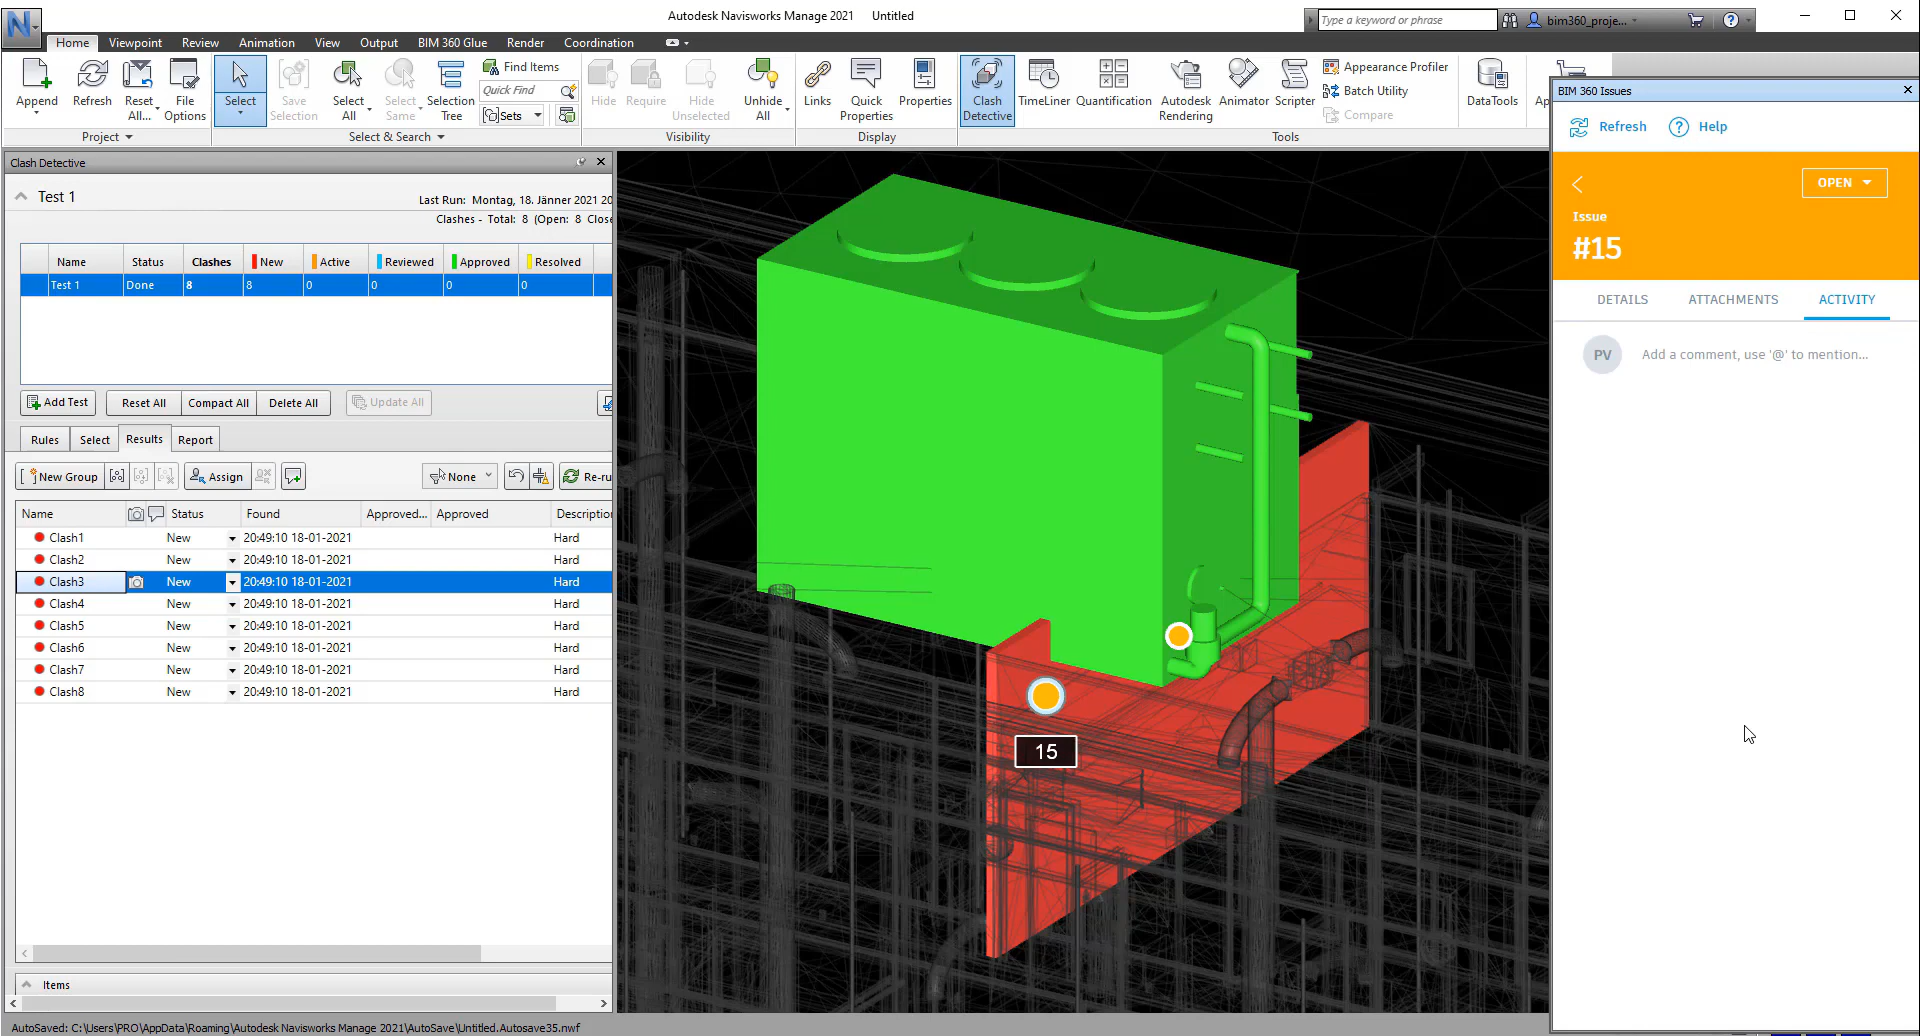 Autodesk Navisworks Manage 2021 Untitled
Type a keyword or phrase
bim360_proje...
Home Viewpoint Review Animation View Output BIM 360 Glue Render Coordination
Append
Refresh
Reset All...
File Options
Select
Save Selection
Select All
Select Same
Selection Tree
Find Items
Quick Find
Sets
Hide
Require
Hide Unselected
Unhide All
Links
Quick Properties
Properties
Clash Detective
TimeLiner
Quantification
Autodesk Rendering
Animator
Scripter
Appearance Profiler
Batch Utility
Compare
DataTools
Project
Select & Search
Visibility
Display
Tools
Clash Detective
Test 1
Last Run: Montag, 18. Jänner 2021 20
Clashes - Total: 8 (Open: 8 Close
Name Status Clashes New Active Reviewed Approved Resolved
Test 1 Done 8 8 0 0 0 0
Add Test Reset All Compact All Delete All Update All
Rules Select Results Report
New Group Assign None Re-ru
Name Status Found Approved... Approved Descriptio
Clash1 New 20:49:10 18-01-2021 Hard
Clash2 New 20:49:10 18-01-2021 Hard
Clash3 New 20:49:10 18-01-2021 Hard
Clash4 New 20:49:10 18-01-2021 Hard
Clash5 New 20:49:10 18-01-2021 Hard
Clash6 New 20:49:10 18-01-2021 Hard
Clash7 New 20:49:10 18-01-2021 Hard
Clash8 New 20:49:10 18-01-2021 Hard
Items
15
BIM 360 Issues
Refresh Help
OPEN
Issue
#15
DETAILS ATTACHMENTS ACTIVITY
PV Add a comment, use '@' to mention...
AutoSaved: C:\Users\PRO\AppData\Roaming\Autodesk Navisworks Manage 2021\AutoSave\Untitled.Autosave35.nwf